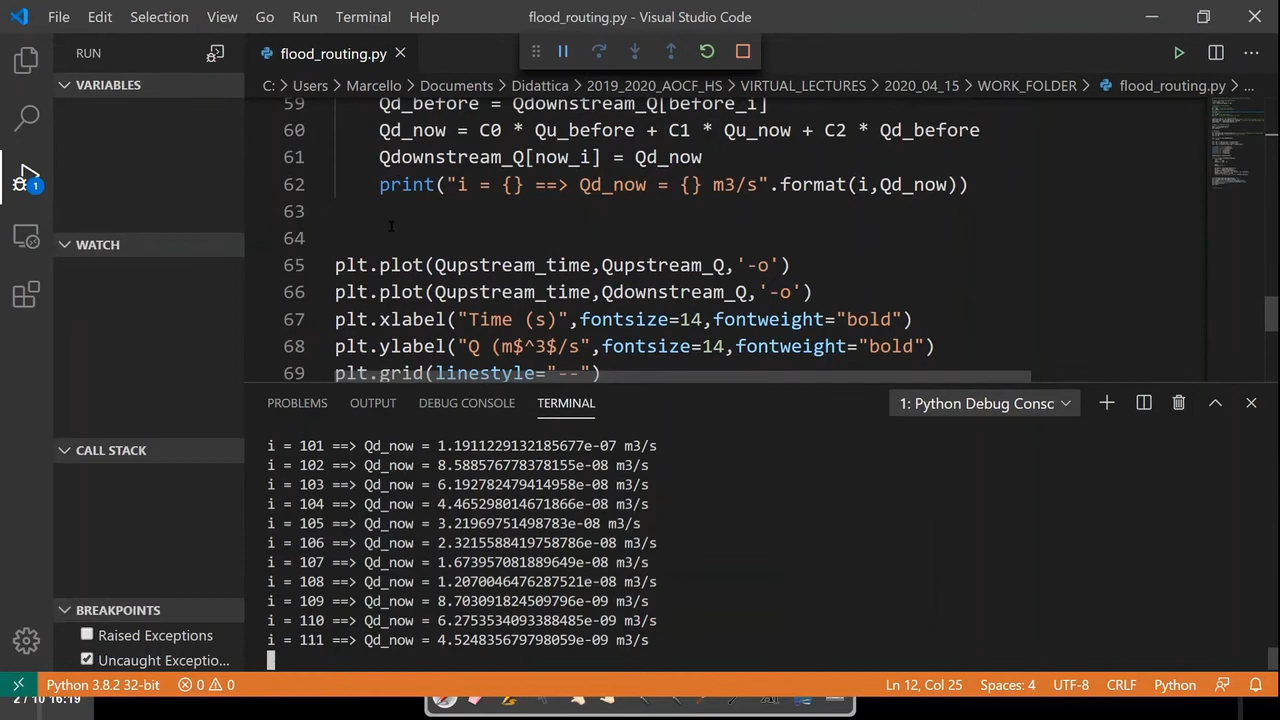 File Edit Selection View Go Run Terminal Help flood_routing.py - Visual Studio Code
RUN flood_routing.py
C: > Users > Marcello > Documents > Didattica > 2019_2020_AOCF_HS > VIRTUAL_LECTURES > 2020_04_15 > WORK_FOLDER > flood_routing.py > ...
VARIABLES
WATCH
CALL STACK
BREAKPOINTS
Raised Exceptions
Uncaught Exceptio...
1
59 Qd_before = Qdownstream_Q[before_i]
60 Qd_now = C0 * Qu_before + C1 * Qu_now + C2 * Qd_before
61 Qdownstream_Q[now_i] = Qd_now
62 print("i = {} ==> Qd_now = {} m3/s".format(i,Qd_now))
63
64
65 plt.plot(Qupstream_time,Qupstream_Q,'-o')
66 plt.plot(Qupstream_time,Qdownstream_Q,'-o')
67 plt.xlabel("Time (s)",fontsize=14,fontweight="bold")
68 plt.ylabel("Q (m$^3$/s",fontsize=14,fontweight="bold")
69 plt.grid(linestyle="--")
PROBLEMS OUTPUT DEBUG CONSOLE TERMINAL 1: Python Debug Consc
i = 101 ==> Qd_now = 1.1911229132185677e-07 m3/s
i = 102 ==> Qd_now = 8.588576778378155e-08 m3/s
i = 103 ==> Qd_now = 6.192782479414958e-08 m3/s
i = 104 ==> Qd_now = 4.465298014671866e-08 m3/s
i = 105 ==> Qd_now = 3.21969751498783e-08 m3/s
i = 106 ==> Qd_now = 2.3215588419758786e-08 m3/s
i = 107 ==> Qd_now = 1.673957081889649e-08 m3/s
i = 108 ==> Qd_now = 1.2070046476287521e-08 m3/s
i = 109 ==> Qd_now = 8.703091824509796e-09 m3/s
i = 110 ==> Qd_now = 6.2753534093388485e-09 m3/s
i = 111 ==> Qd_now = 4.524835679798059e-09 m3/s
Python 3.8.2 32-bit 0 0 Ln 12, Col 25 Spaces: 4 UTF-8 CRLF Python
2 / 10 16:19